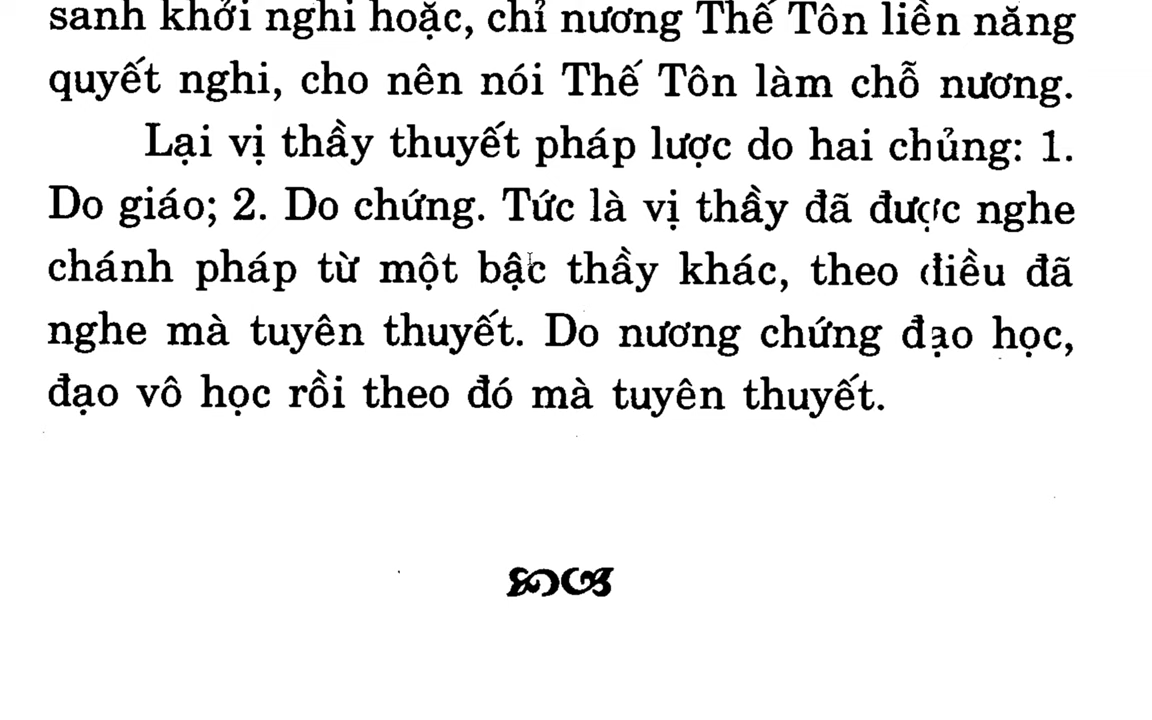 sanh khởi nghi hoặc, chỉ nương Thế Tôn liền năng
quyết nghi, cho nên nói Thế Tôn làm chỗ nương.
Lại vị thầy thuyết pháp lược do hai chủng: 1.
Do giáo; 2. Do chứng. Tức là vị thầy đã được nghe
chánh pháp từ một bậc thầy khác, theo điều đã
nghe mà tuyên thuyết. Do nương chứng đạo học,
đạo vô học rồi theo đó mà tuyên thuyết.